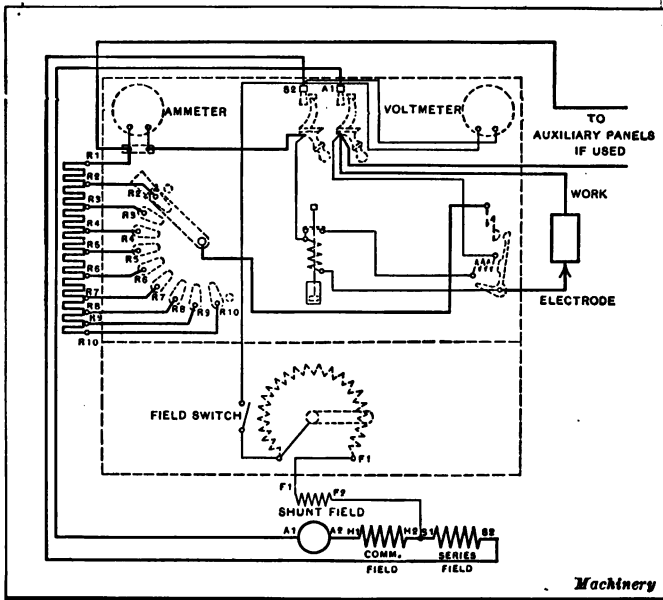 S2 A1
AMMETER
VOLTMETER
TO
AUXILIARY PANELS
IF USED
R1
R2
R3
R4
R5
R6
R7
R8
R9
R10
R2
R3
R4
R5
R6
R7
R8
R9
R10
WORK
ELECTRODE
FIELD SWITCH
F1
F1
F2
SHUNT FIELD
A1
A2
H1
H2
S1
S2
COMM.
FIELD
SERIES
FIELD
Machinery